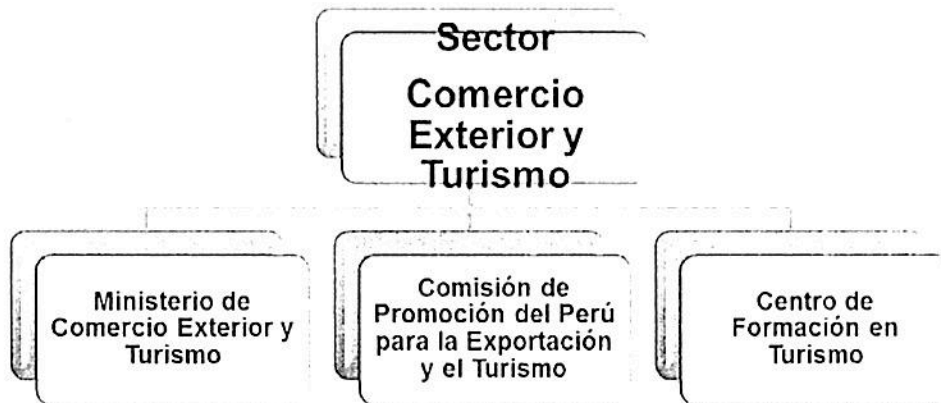 Sector
Comercio
Exterior y
Turismo
Ministerio de
Comercio Exterior y
Turismo
Comisión de
Promoción del Perú
para la Exportación
y el Turismo
Centro de
Formación en
Turismo